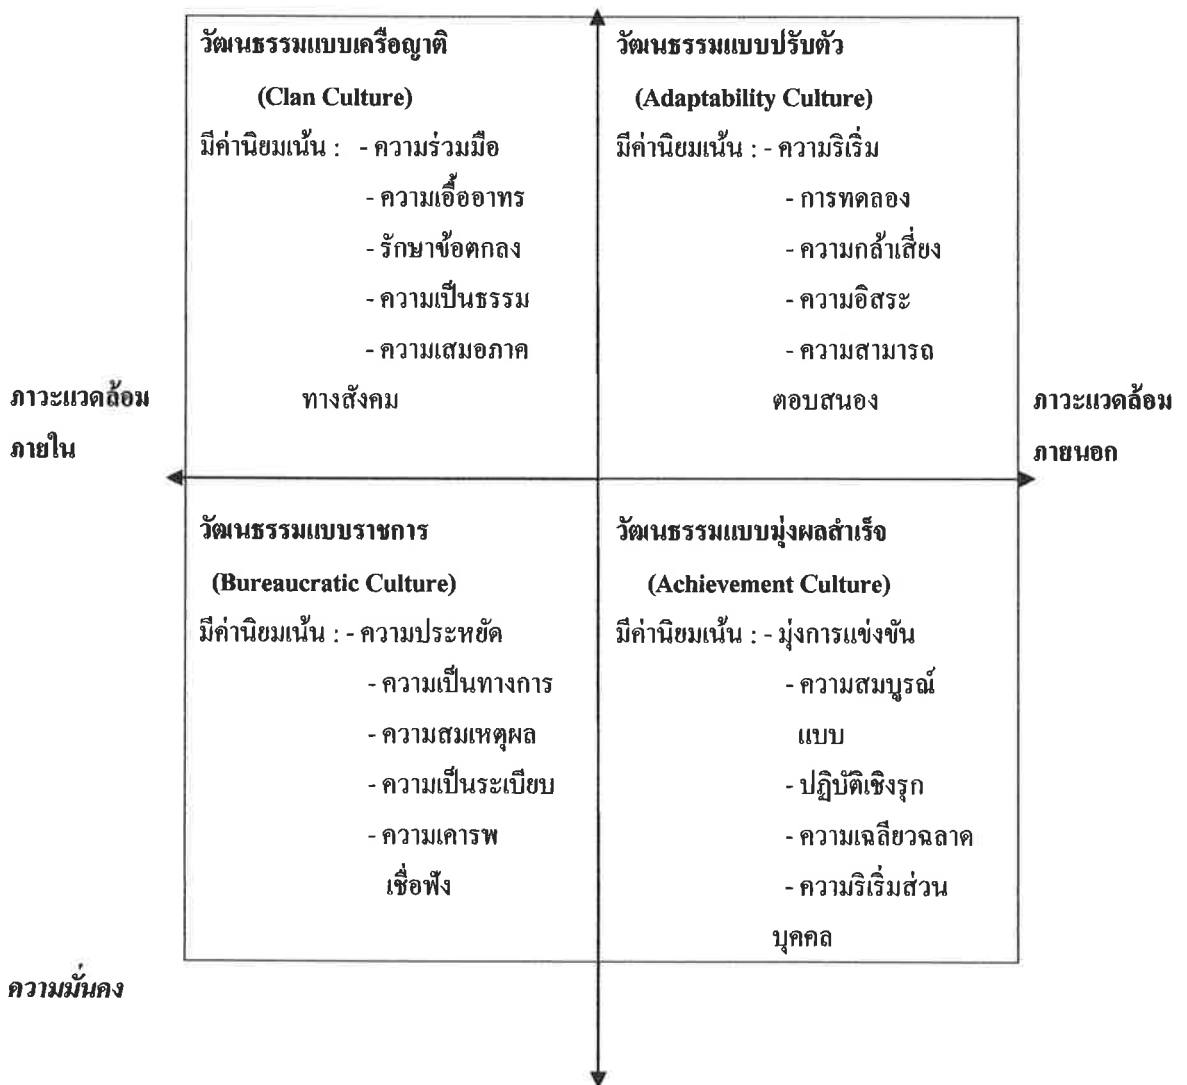 วัฒนธรรมแบบเครือญาติ
(Clan Culture)
มีค่านิยมเน้น : - ความร่วมมือ
- ความเอื้ออาทร
- รักษาข้อตกลง
- ความเป็นธรรม
- ความเสมอภาค
ทางสังคม
วัฒนธรรมแบบปรับตัว
(Adaptability Culture)
มีค่านิยมเน้น : - ความริเริ่ม
- การทดลอง
- ความกล้าเสี่ยง
- ความอิสระ
- ความสามารถ
ตอบสนอง
ภาวะแวดล้อม
ภายใน
ภาวะแวดล้อม
ภายนอก
วัฒนธรรมแบบราชการ
(Bureaucratic Culture)
มีค่านิยมเน้น : - ความประหยัด
- ความเป็นทางการ
- ความสมเหตุผล
- ความเป็นระเบียบ
- ความเคารพ
เชื่อฟัง
วัฒนธรรมแบบมุ่งผลสำเร็จ
(Achievement Culture)
มีค่านิยมเน้น : - มุ่งการแข่งขัน
- ความสมบูรณ์
แบบ
- ปฏิบัติเชิงรุก
- ความเฉลียวฉลาด
- ความริเริ่มส่วน
บุคคล
ความมั่นคง